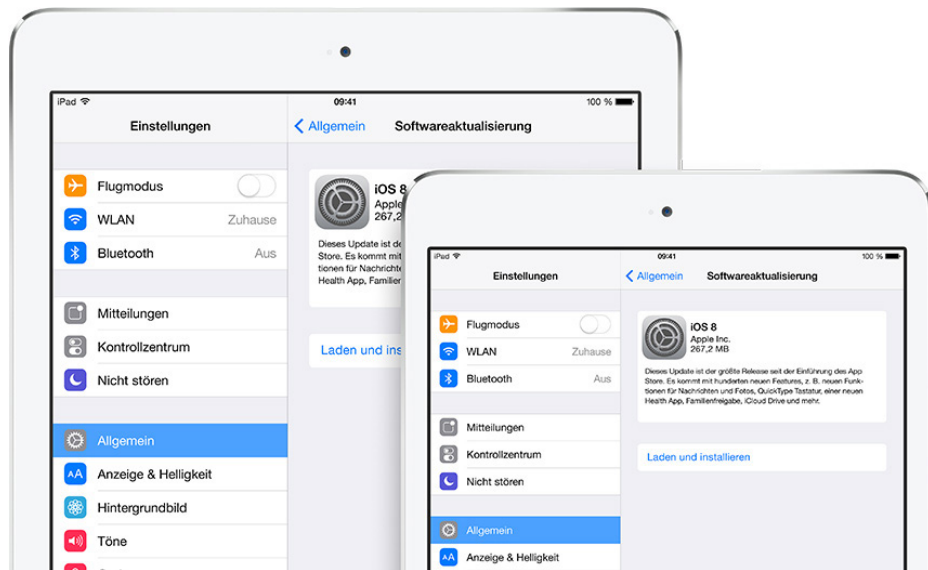 iPad 09:41 100 %
Einstellungen
Allgemein Softwareaktualisierung
Flugmodus
WLAN Zuhause
Bluetooth Aus
Mitteilungen
Kontrollzentrum
Nicht stören
Allgemein
Anzeige & Helligkeit
Hintergrundbild
Töne
iOS 8
Apple
267,2
Dieses Update ist de
Store. Es kommt mit
tionen für Nachrichte
Health App, Familien
Laden und ins
iPad 09:41 100 %
Einstellungen
Allgemein Softwareaktualisierung
Flugmodus
WLAN Zuhause
Bluetooth Aus
Mitteilungen
Kontrollzentrum
Nicht stören
Allgemein
Anzeige & Helligkeit
iOS 8
Apple Inc.
267,2 MB
Dieses Update ist der größte Release seit der Einführung des App
Store. Es kommt mit hunderten neuen Features, z. B. neuen Funk-
tionen für Nachrichten und Fotos, QuickType Tastatur, einer neuen
Health App, Familienfreigabe, iCloud Drive und mehr.
Laden und installieren